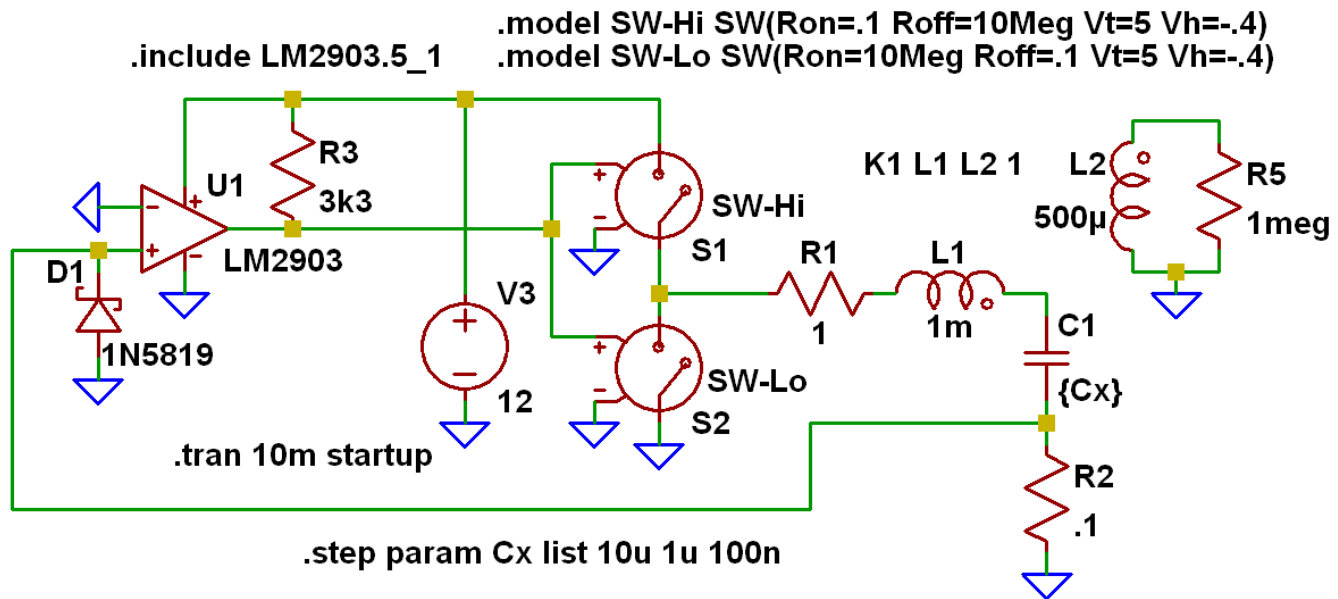 .model SW-Hi SW(Ron=.1 Roff=10Meg Vt=5 Vh=-.4)
.include LM2903.5_1
.model SW-Lo SW(Ron=10Meg Roff=.1 Vt=5 Vh=-.4)
R3
3k3
U1
LM2903
D1
1N5819
V3
12
SW-Hi
S1
SW-Lo
S2
R1
1
L1
1m
K1 L1 L2 1
L2
500µ
R5
1meg
C1
{Cx}
R2
.1
.tran 10m startup
.step param Cx list 10u 1u 100n